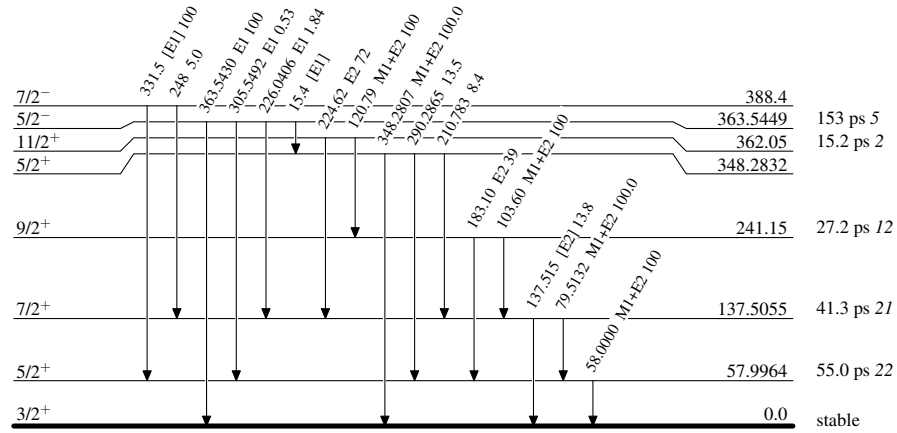 331.5 [E1] 100
248 5.0
363.5430 E1 100
305.5492 E1 0.53
226.0406 E1 1.84
15.4 [E1]
224.62 E2 72
120.79 M1+E2 100
348.2807 M1+E2 100.0
290.2865 13.5
210.783 8.4
183.10 E2 39
103.60 M1+E2 100
137.515 [E2] 13.8
79.5132 M1+E2 100.0
58.0000 M1+E2 100
7/2⁻ 388.4
5/2⁻ 363.5449 153 ps 5
11/2⁺ 362.05 15.2 ps 2
5/2⁺ 348.2832
9/2⁺ 241.15 27.2 ps 12
7/2⁺ 137.5055 41.3 ps 21
5/2⁺ 57.9964 55.0 ps 22
3/2⁺ 0.0 stable